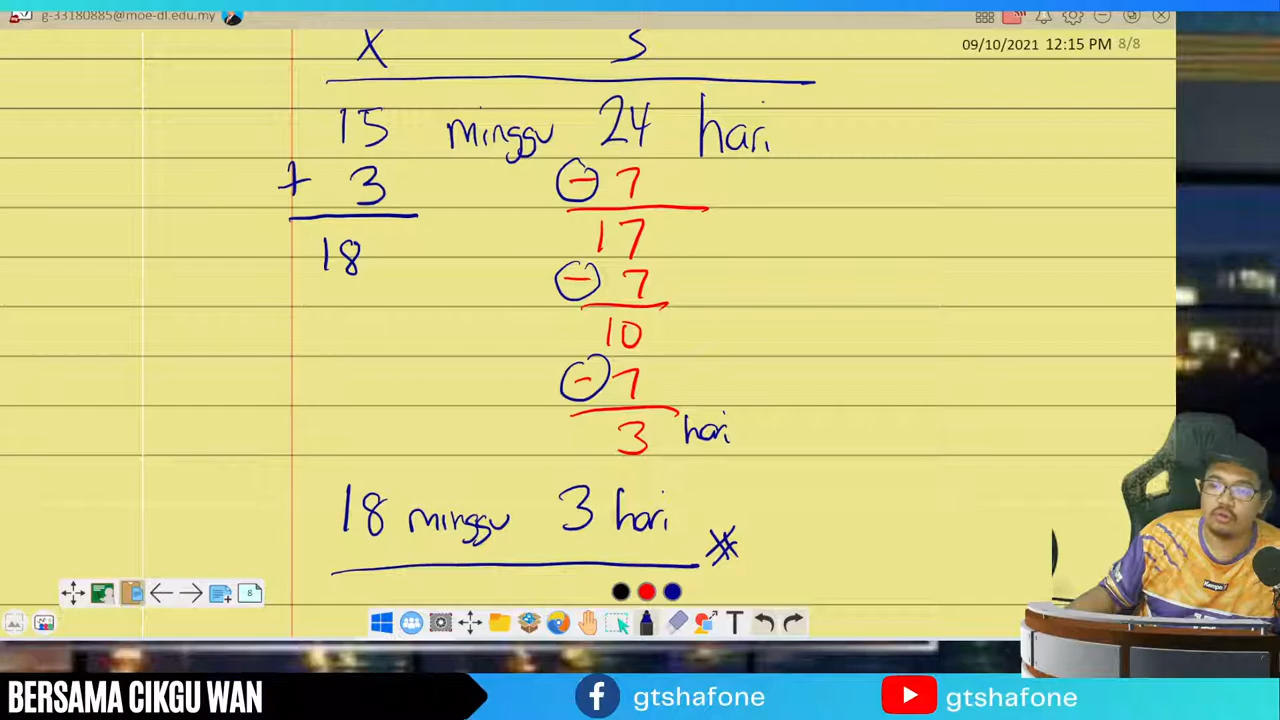 g-33180885@moe-dl.edu.my
09/10/2021 12:15 PM 8/8
X 5
15 minggu 24 hari
+ 3 - 7
18 17
- 7
10
- 7
3 hari
18 minggu 3 hari
8
T
BERSAMA CIKGU WAN
gtshafone
gtshafone